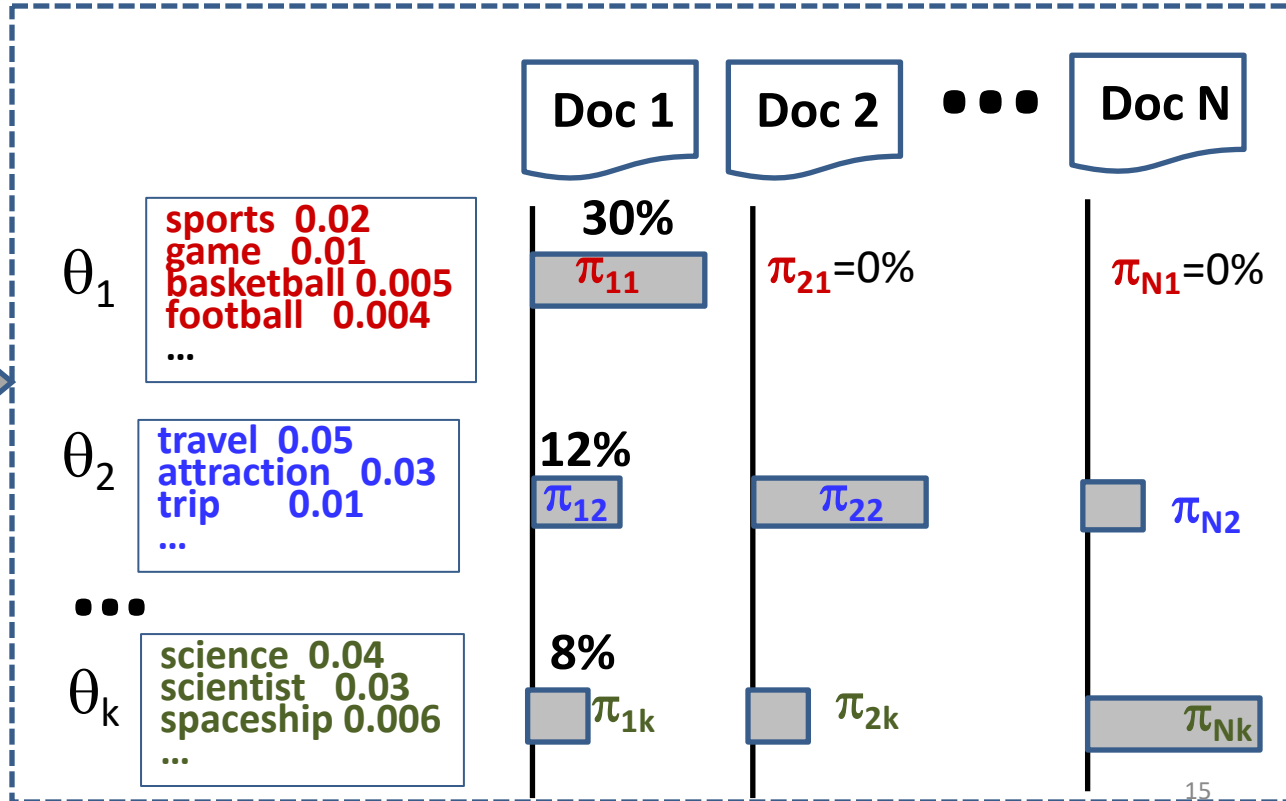 Doc 1 Doc 2 ••• Doc N
θ1
sports 0.02
game 0.01
basketball 0.005
football 0.004
...
30%
π11
π21=0%
πN1=0%
θ2
travel 0.05
attraction 0.03
trip 0.01
...
12%
π12
π22
πN2
•••
θk
science 0.04
scientist 0.03
spaceship 0.006
...
8%
π1k
π2k
πNk
15